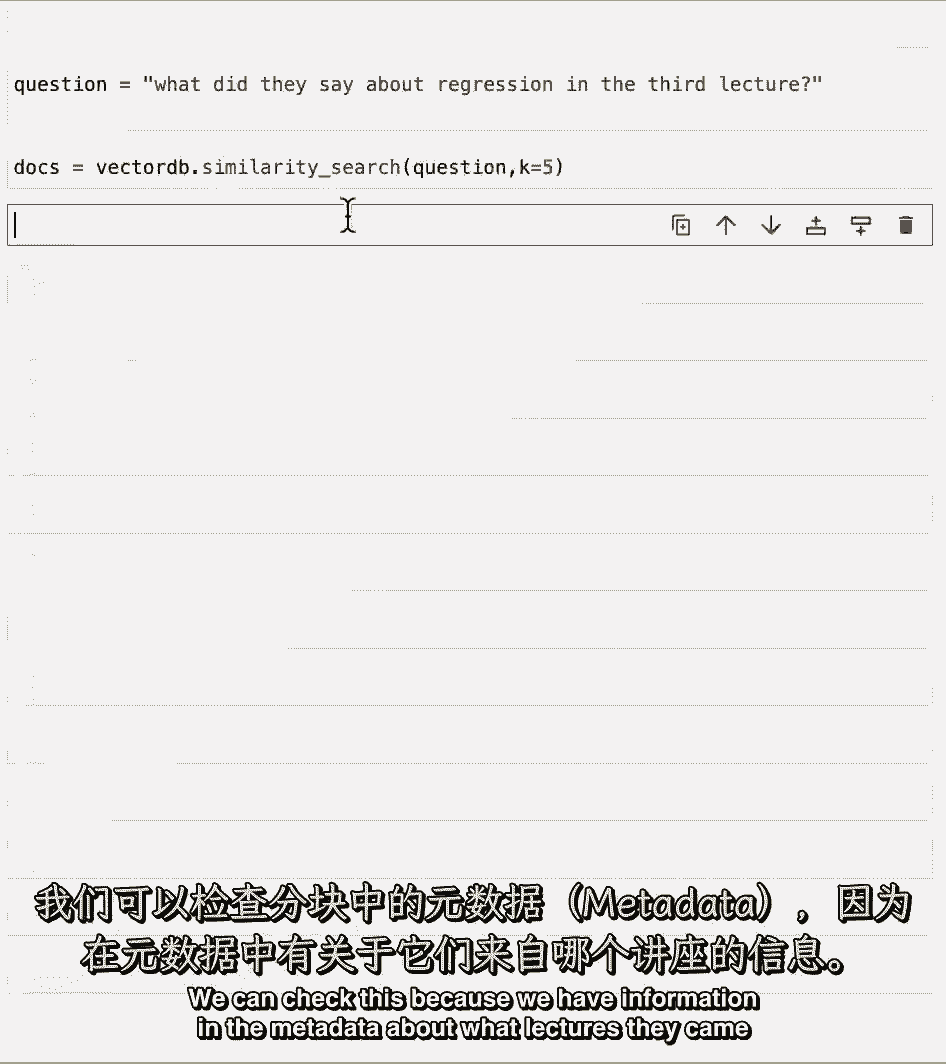 question = "what did they say about regression in the third lecture?"
docs = vectordb.similarity_search(question,k=5)
我们可以检查分块中的元数据（Metadata），因为
在元数据中有关于它们来自哪个讲座的信息。
We can check this because we have information
in the metadata about what lectures they came